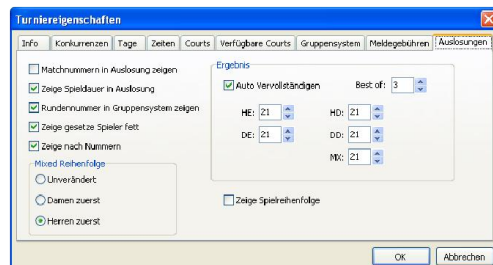 Turniereigenschaften
Info Konkurrenzen Tage Zeiten Courts Verfügbare Courts Gruppensystem Meldegebühren Auslosungen
Matchnummern in Auslosung zeigen
Zeige Spieldauer in Auslosung
Rundennummer in Gruppensystem zeigen
Zeige gesetze Spieler fett
Zeige nach Nummern
Mixed Reihenfolge
Unverändert
Damen zuerst
Herren zuerst
Ergebnis
Auto Vervollständigen Best of: 3
HE: 21 HD: 21
DE: 21 DD: 21
MX: 21
Zeige Spielreihenfolge
OK Abbrechen